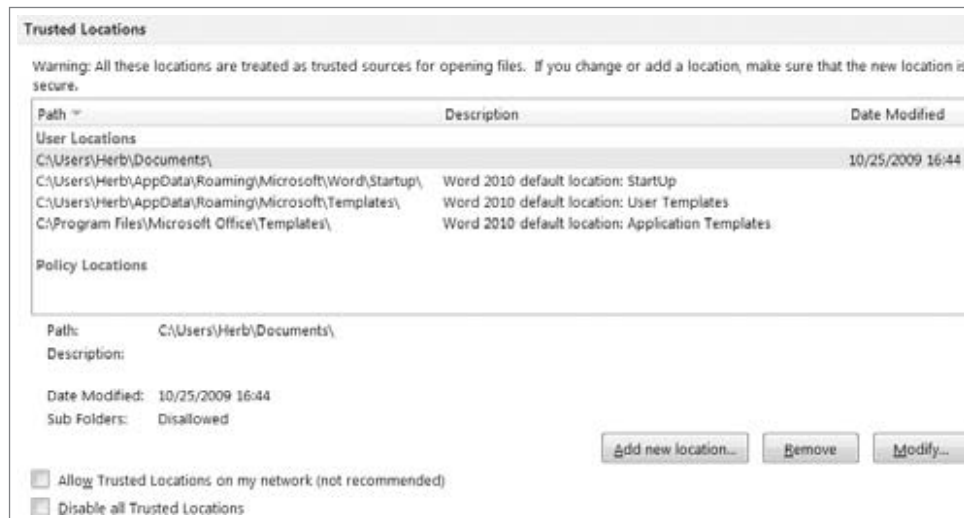 Trusted Locations
Warning: All these locations are treated as trusted sources for opening files. If you change or add a location, make sure that the new location is
secure.
Path Description Date Modified
User Locations
C:\Users\Herb\Documents\ 10/25/2009 16:44
C:\Users\Herb\AppData\Roaming\Microsoft\Word\Startup\ Word 2010 default location: StartUp
C:\Users\Herb\AppData\Roaming\Microsoft\Templates\ Word 2010 default location: User Templates
C:\Program Files\Microsoft Office\Templates\ Word 2010 default location: Application Templates
Policy Locations
Path: C:\Users\Herb\Documents\
Description:
Date Modified: 10/25/2009 16:44
Sub Folders: Disallowed
Add new location... Remove Modify...
Allow Trusted Locations on my network (not recommended)
Disable all Trusted Locations